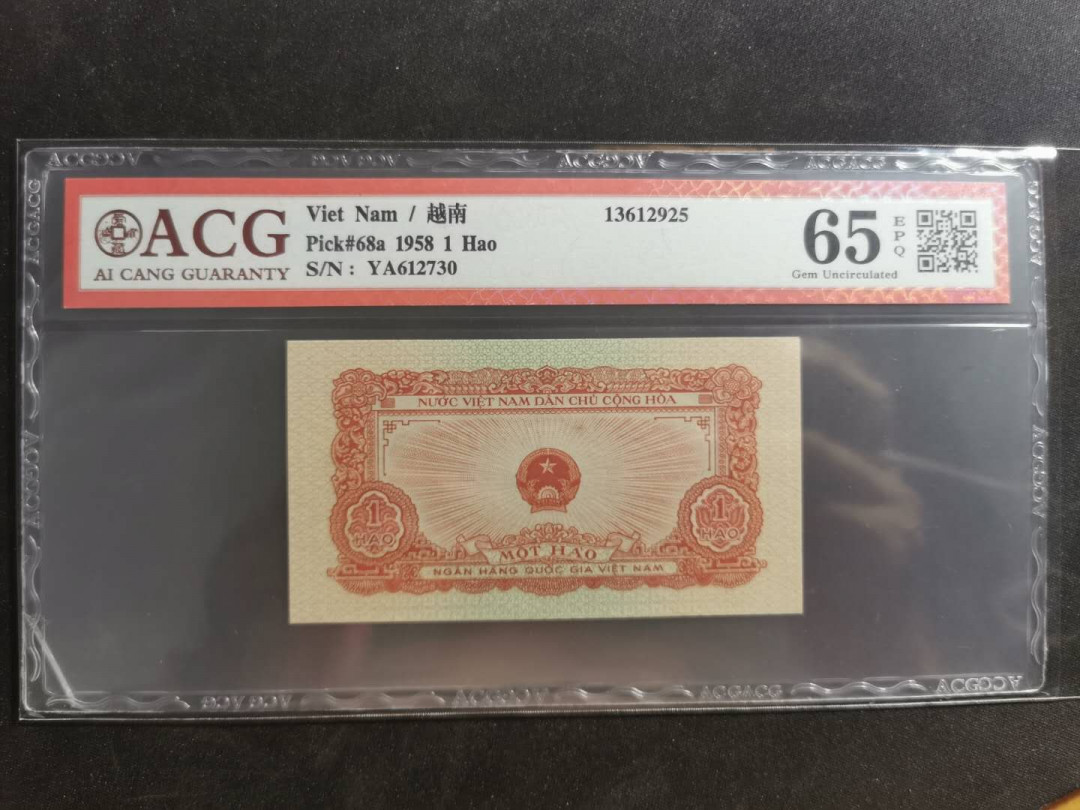 ACG
AI CANG GUARANTY
Viet Nam / 越南
Pick#68a 1958 1 Hao
S/N : YA612730
13612925
65
EPQ
Gem Uncirculated
NƯỚC VIỆT NAM DÂN CHỦ CỘNG HÒA
1
HAO
1
HAO
MỘT HÀO
NGÂN HÀNG QUỐC GIA VIỆT NAM